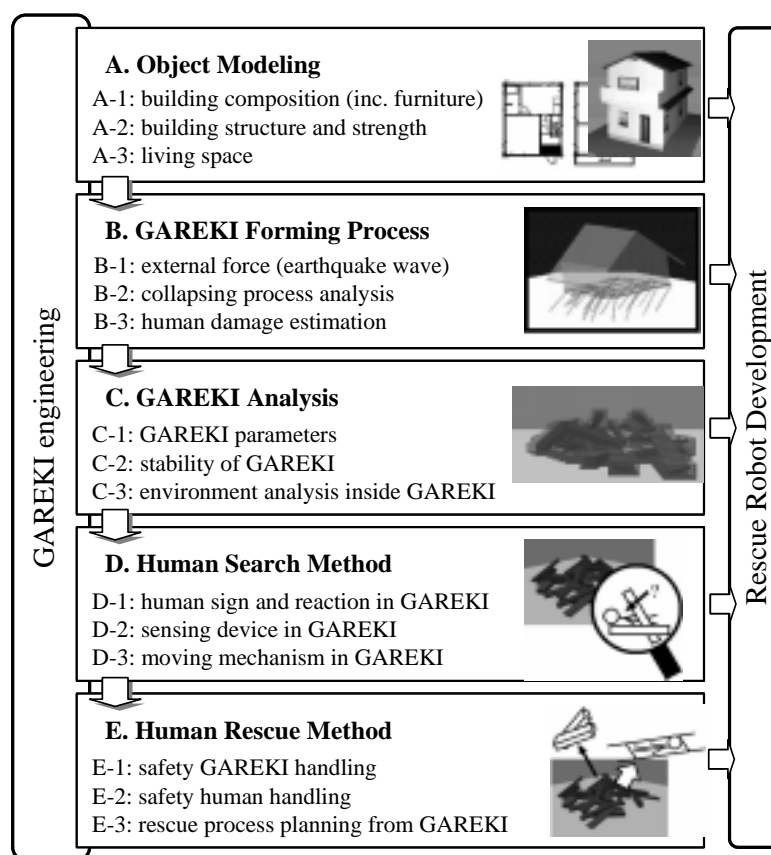 GAREKI engineering
A. Object Modeling
A-1: building composition (inc. furniture)
A-2: building structure and strength
A-3: living space
B. GAREKI Forming Process
B-1: external force (earthquake wave)
B-2: collapsing process analysis
B-3: human damage estimation
C. GAREKI Analysis
C-1: GAREKI parameters
C-2: stability of GAREKI
C-3: environment analysis inside GAREKI
D. Human Search Method
D-1: human sign and reaction in GAREKI
D-2: sensing device in GAREKI
D-3: moving mechanism in GAREKI
?
E. Human Rescue Method
E-1: safety GAREKI handling
E-2: safety human handling
E-3: rescue process planning from GAREKI
Rescue Robot Development